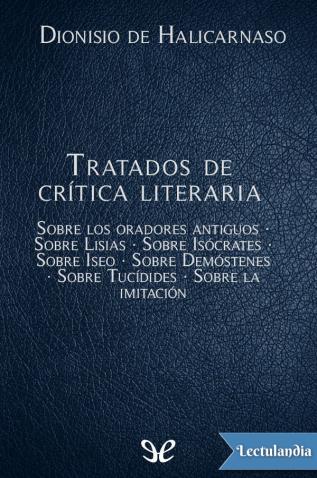 Dionisio de Halicarnaso
Tratados de
crítica literaria
Sobre los oradores antiguos ·
Sobre Lisias · Sobre Isócrates ·
Sobre Iseo · Sobre Demóstenes
· Sobre Tucídides · Sobre la
imitación
Lectulandia